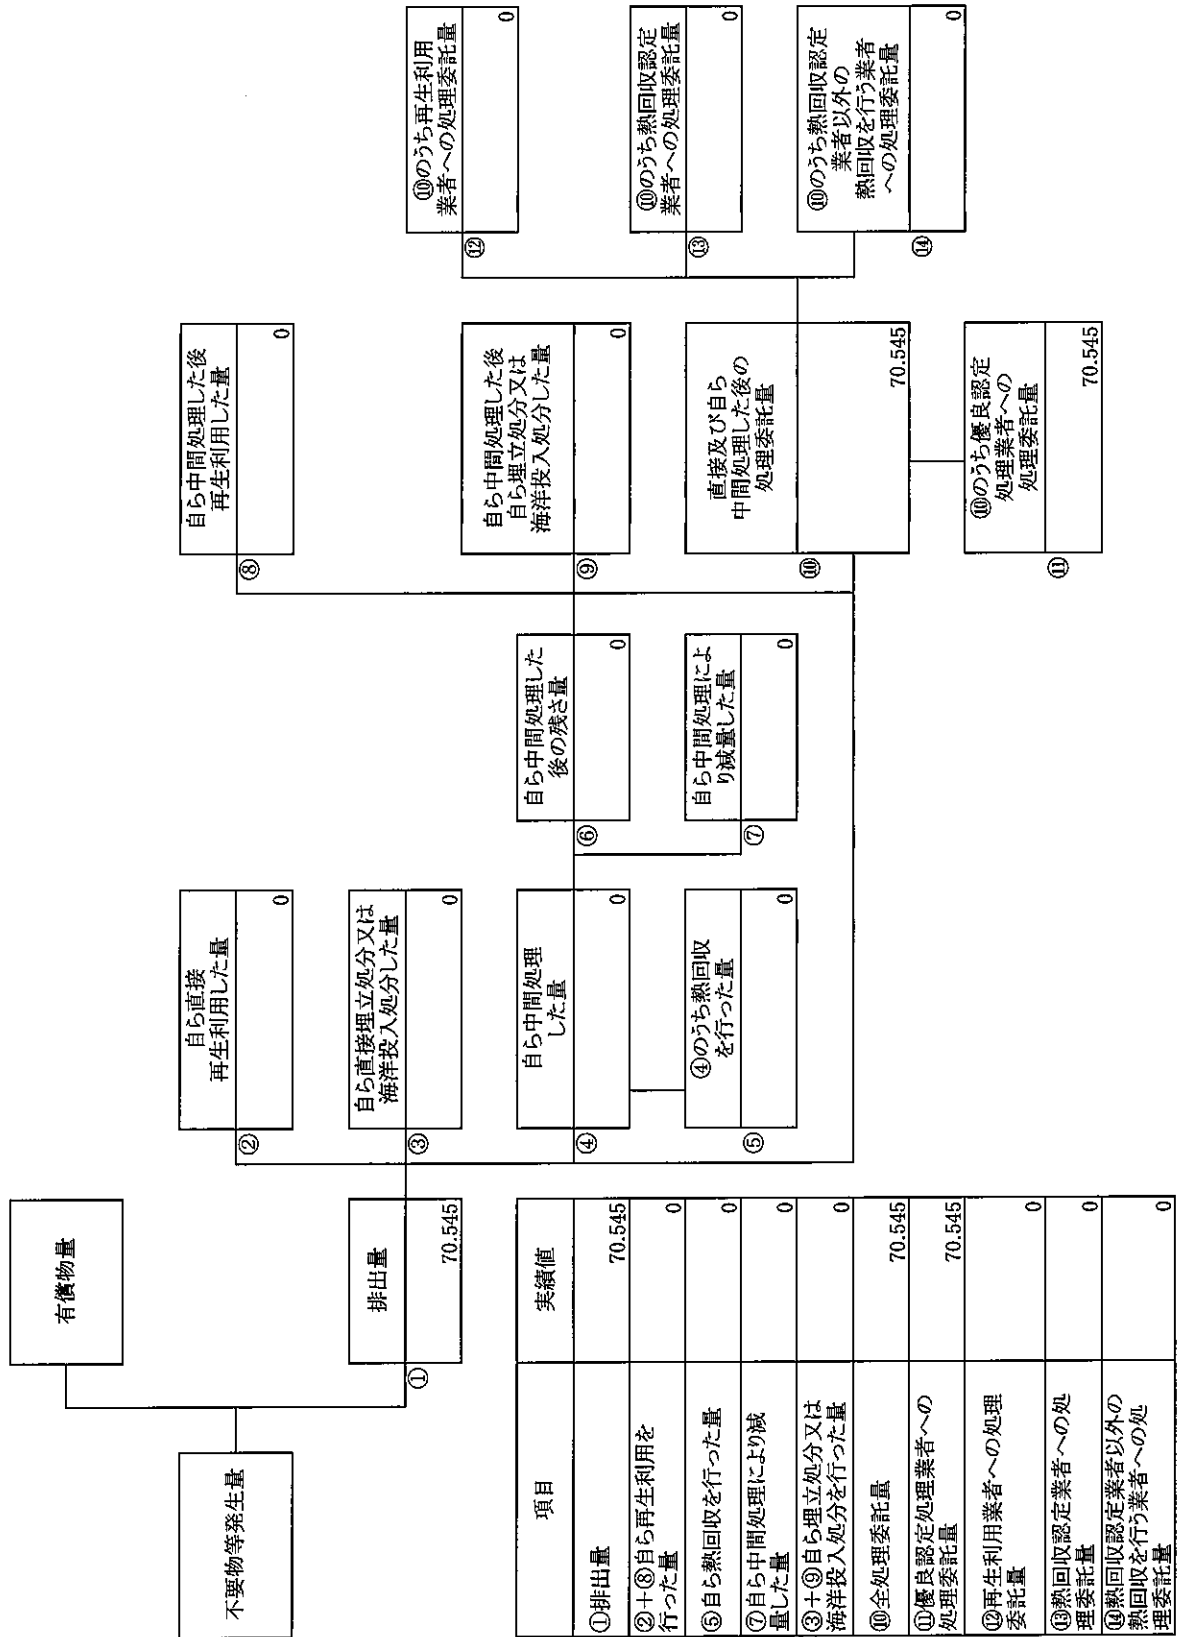 不要物等発生量
有償物量
①
排出量
70.545
②
自ら直接
再生利用した量
0
③
自ら直接埋立処分又は
海洋投入処分した量
0
④
自ら中間処理
した量
0
⑤
④のうち熱回収
を行った量
0
⑥
自ら中間処理した
後の残さ量
0
⑦
自ら中間処理によ
り減量した量
0
⑧
自ら中間処理した後
再生利用した量
0
⑨
自ら中間処理した後
自ら埋立処分又は
海洋投入処分した量
0
⑩
直接及び自ら
中間処理した後の
処理委託量
70.545
⑪
⑩のうち優良認定
処理業者への
処理委託量
70.545
⑫
⑩のうち再生利用
業者への処理委託量
0
⑬
⑩のうち熱回収認定
業者への処理委託量
0
⑭
⑩のうち熱回収認定
業者以外の
熱回収を行う業者
への処理委託量
0
項目
実績値
①排出量
70.545
②+⑧自ら再生利用を
行った量
0
⑤自ら熱回収を行った量
0
⑦自ら中間処理により減
量した量
0
③+⑨自ら埋立処分又は
海洋投入処分を行った量
0
⑩全処理委託量
70.545
⑪優良認定処理業者への
処理委託量
70.545
⑫再生利用業者への処理
委託量
0
⑬熱回収認定業者への処
理委託量
0
⑭熱回収認定業者以外の
熱回収を行う業者への処
理委託量
0